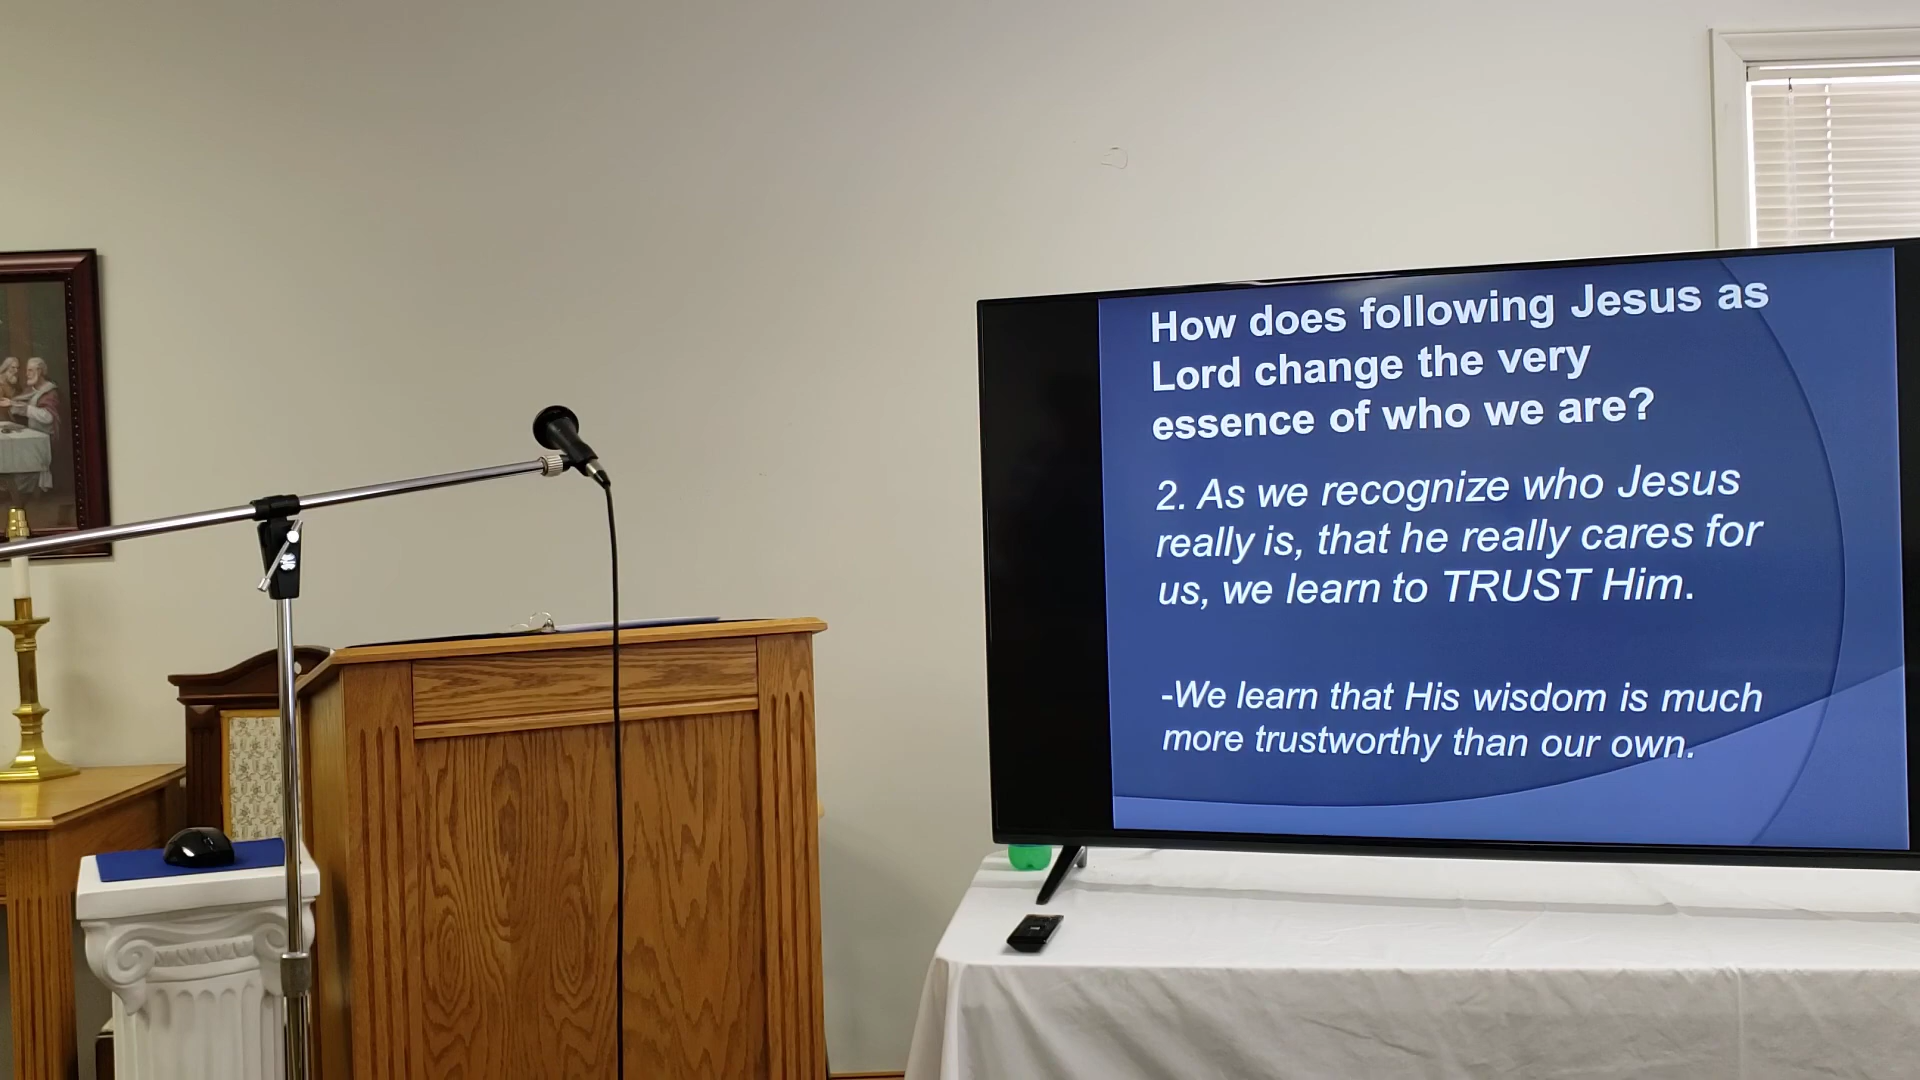 How does following Jesus as
Lord change the very
essence of who we are?
2. As we recognize who Jesus
really is, that he really cares for
us, we learn to TRUST Him.
-We learn that His wisdom is much
more trustworthy than our own.